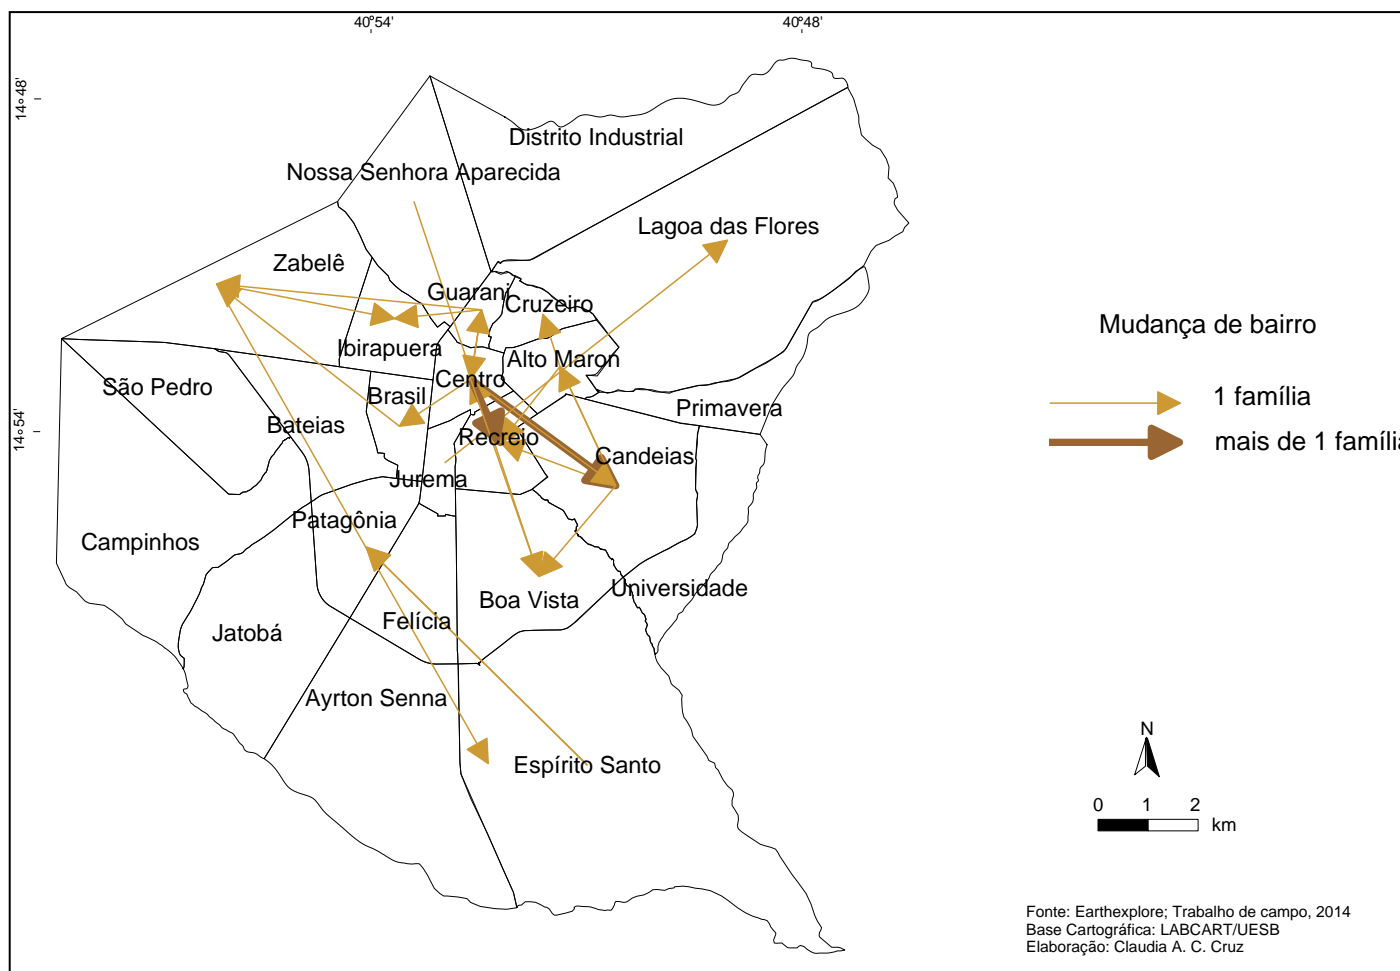 40°54'
40°48'
14°48'
Distrito Industrial
Nossa Senhora Aparecida
Lagoa das Flores
Zabelê
Guarani
Cruzeiro
Mudança de bairro
Ibirapuera
Alto Maron
Centro
São Pedro
Brasil
1 família
Primavera
14°54'
Bateias
Recreio
mais de 1 famíli
Candeias
Jurema
Patagônia
Campinhos
Universidade
Boa Vista
Felícia
Jatobá
Ayrton Senna
N
Espírito Santo
0 1 2
km
Fonte: Earthexplore; Trabalho de campo, 2014
Base Cartográfica: LABCART/UESB
Elaboração: Claudia A. C. Cruz